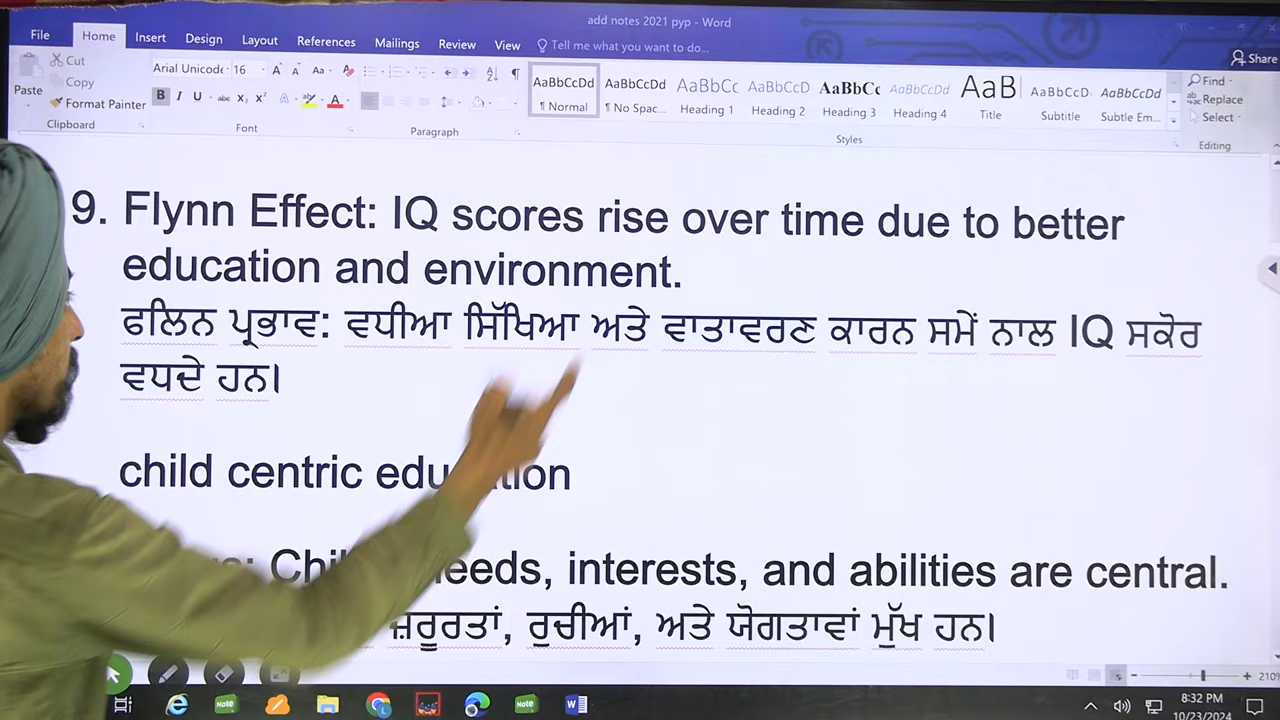 add notes 2021 pyp - Word
File Home Insert Design Layout References Mailings Review View Tell me what you want to do...
Share
Cut
Copy
Paste
Format Painter
Clipboard
Arial Unicode 16
Font
Paragraph
AaBbCcDd AaBbCcDd AaBbCc AaBbCcD AaBbCc AaBbCcDd AaB AaBbCcD AaBbCcDd
¶ Normal ¶ No Spac... Heading 1 Heading 2 Heading 3 Heading 4 Title Subtitle Subtle Em...
Styles
Find
Replace
Select
Editing
9. Flynn Effect: IQ scores rise over time due to better
education and environment.
ਫਲਿਨ ਪ੍ਰਭਾਵ: ਵਧੀਆ ਸਿੱਖਿਆ ਅਤੇ ਵਾਤਾਵਰਣ ਕਾਰਨ ਸਮੇਂ ਨਾਲ IQ ਸਕੋਰ
ਵਧਦੇ ਹਨ।
child centric education
needs, interests, and abilities are central.
ਜ਼ਰੂਰਤਾਂ, ਰੁਚੀਆਂ, ਅਤੇ ਯੋਗਤਾਵਾਂ ਮੁੱਖ ਹਨ।
210%
Note
Note
8:32 PM
10/23/2024